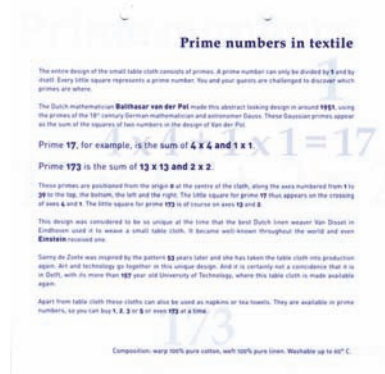 Prime numbers in textile
The entire design of the small table cloth consists of primes. A prime number can only be divided by 1 and by
itself. Every little square represents a prime number. You and your guests are challenged to discover which
primes are where.
The Dutch mathematician Balthasar van der Pol made this abstract looking design in around 1951, using
the primes of the 18th century German mathematician and astronomer Gauss. These Gaussian primes appear
as the sum of the squares of two numbers in the design of Van der Pol.
Prime 17, for example, is the sum of 4 x 4 and 1 x 1.
Prime 173 is the sum of 13 x 13 and 2 x 2.
These primes are positioned from the origin 0 at the centre of the cloth, along the axes numbered from 1 to
39 to the top, the bottom, the left and the right. The little square for prime 17 thus appears on the crossing
of axes 4 and 1. The little square for prime 173 is of course on axes 13 and 2.
This design was considered to be so unique at the time that the best Dutch linen weaver Van Dissel in
Eindhoven used it to weave a small table cloth. It became well-known throughout the world and even
Einstein received one.
Sanny de Zoete was inspired by the pattern 53 years later and she has taken the table cloth into production
again. Art and technology go together in this unique design. And it is certainly not a coincidence that it is
in Delft, with its more than 157 year old University of Technology, where this table cloth is made available
again.
Apart from table cloth these cloths can also be used as napkins or tea towels. They are available in prime
numbers, so you can buy 1, 2, 3 or 5 or even 173 at a time.
173
Composition: warp 100% pure cotton, weft 100% pure linen. Washable up to 60° C.